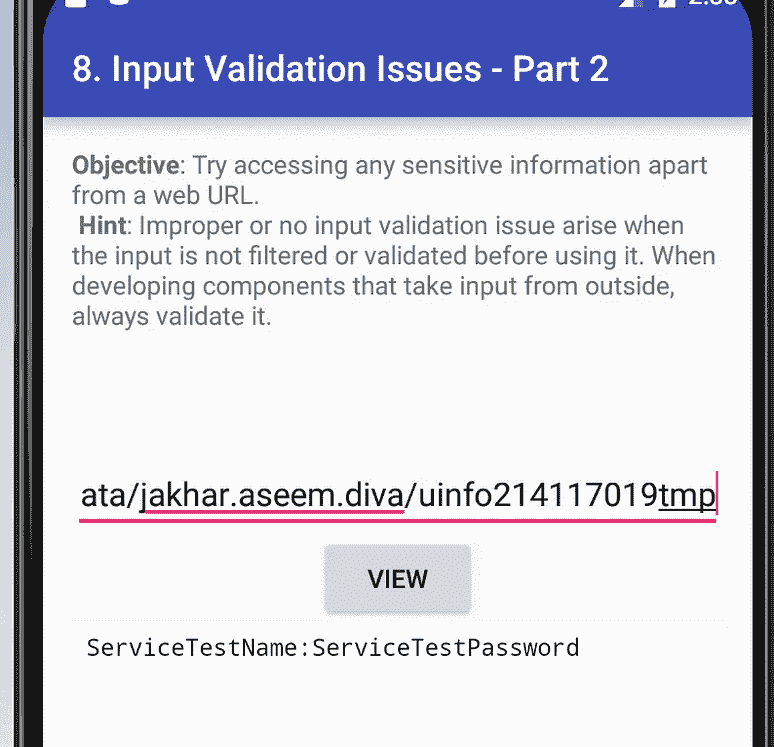 8. Input Validation Issues - Part 2
Objective: Try accessing any sensitive information apart
from a web URL.
Hint: Improper or no input validation issue arise when
the input is not filtered or validated before using it. When
developing components that take input from outside,
always validate it.
ata/jakhar.aseem.diva/uinfo214117019tmp
VIEW
ServiceTestName:ServiceTestPassword